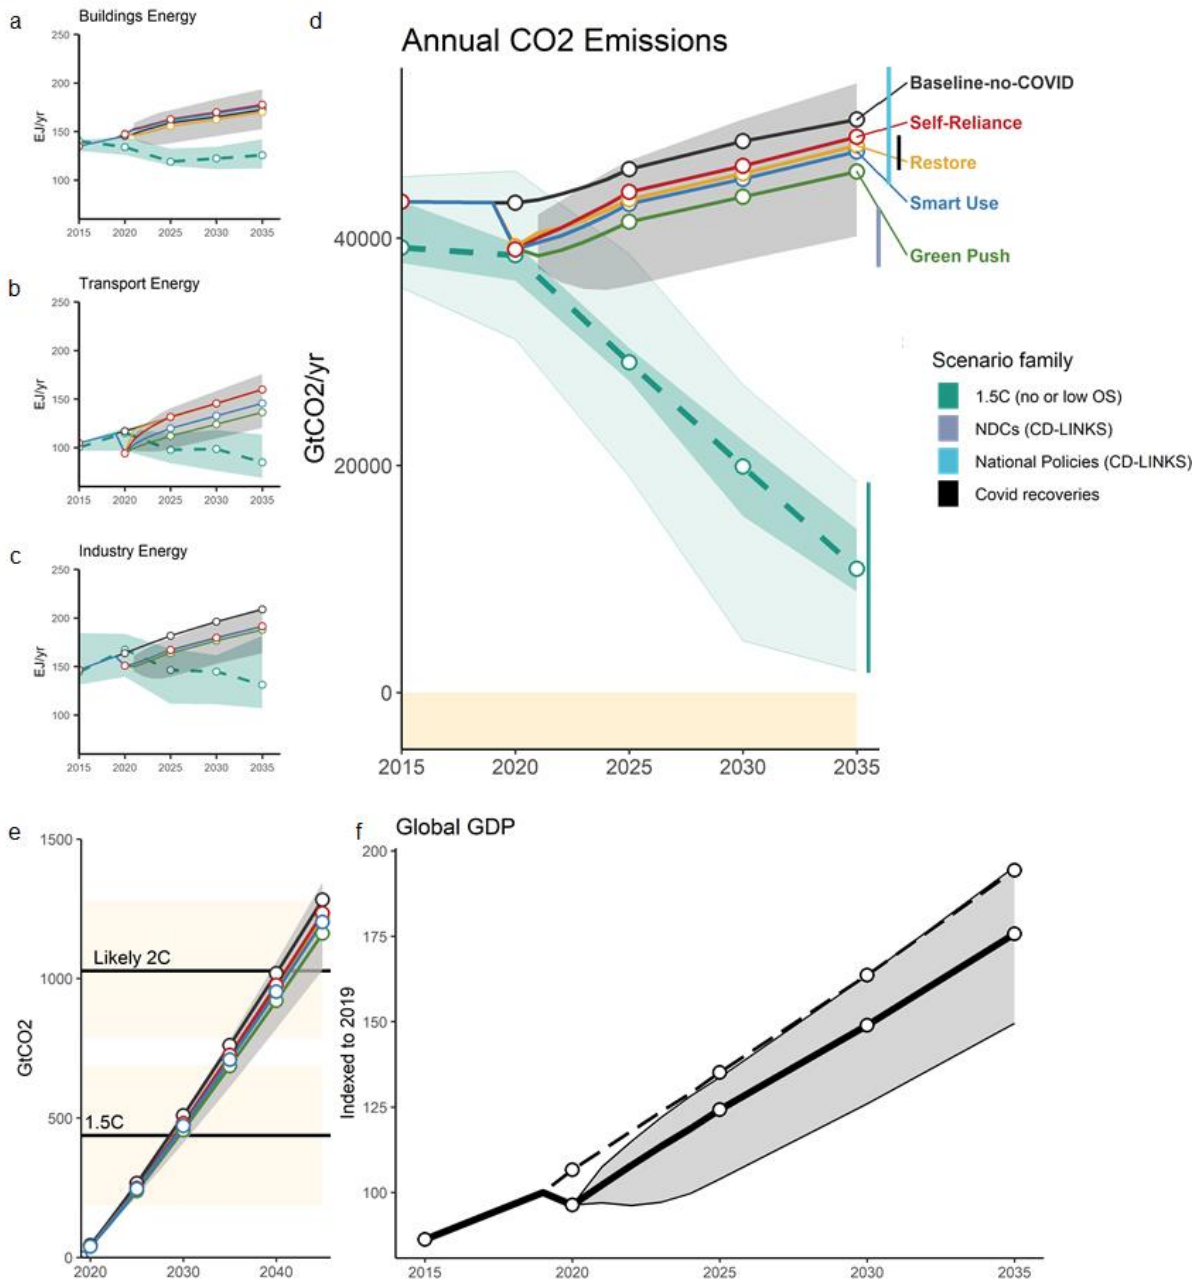 a
Buildings Energy
250
200
150
100
EJ/yr
2015 2020 2025 2030 2035
b
Transport Energy
250
200
150
100
EJ/yr
2015 2020 2025 2030 2035
c
Industry Energy
250
200
150
100
EJ/yr
2015 2020 2025 2030 2035
d
Annual CO2 Emissions
40000
20000
0
GtCO2/yr
2015 2020 2025 2030 2035
Baseline-no-COVID
Self-Reliance
Restore
Smart Use
Green Push
Scenario family
1.5C (no or low OS)
NDCs (CD-LINKS)
National Policies (CD-LINKS)
Covid recoveries
e
1500
1000
500
0
GtCO2
Likely 2C
1.5C
2020 2030 2040
f
Global GDP
200
175
150
125
100
Indexed to 2019
2015 2020 2025 2030 2035